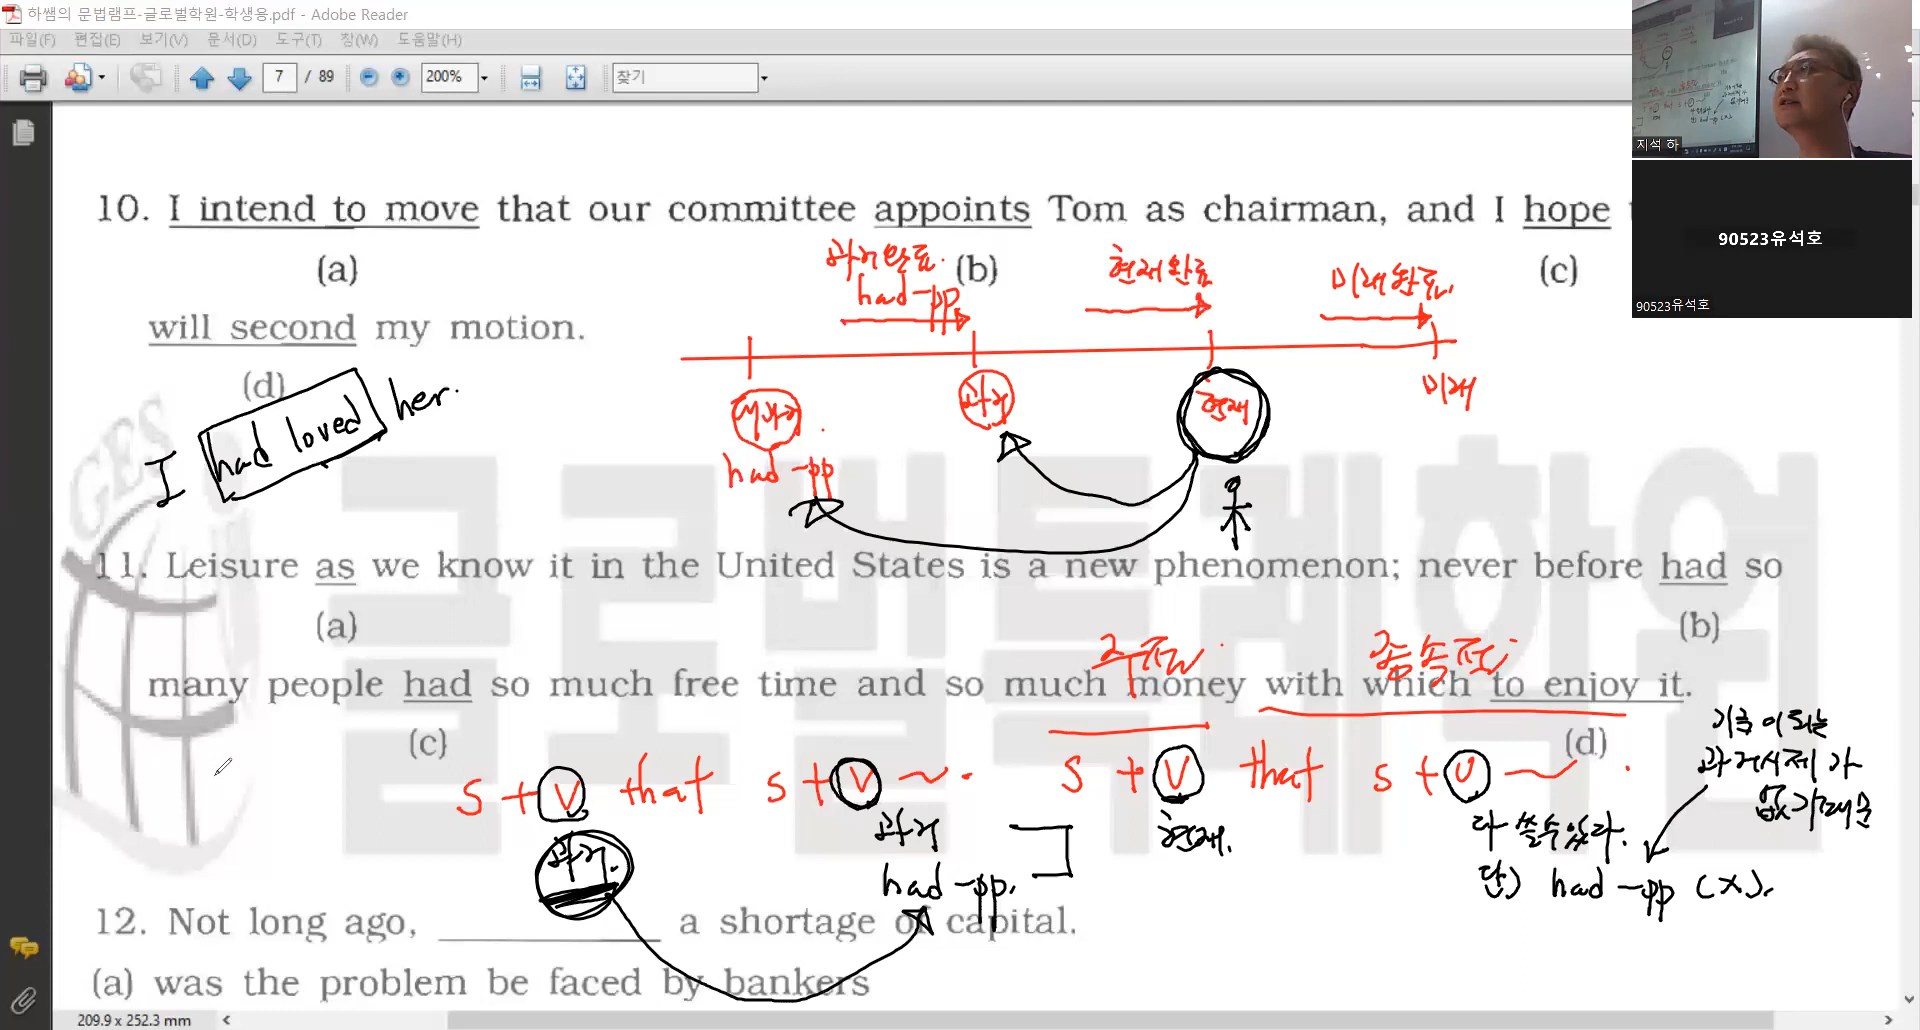 하쌤의 문법램프-글로벌학원-학생용.pdf - Adobe Reader
파일(F) 편집(E) 보기(V) 문서(D) 도구(T) 창(W) 도움말(H)
7 / 89 200% 찾기
지석 하
90523유석호
90523유석호
10. I intend to move that our committee appoints Tom as chairman, and I hope
(a) (b) (c)
과거완료. 현재완료 미래완료.
had -pp
will second my motion.
(d)
과거 현재 미래
had -pp
I had loved her.
GES
글로벌특례학원
11. Leisure as we know it in the United States is a new phenomenon; never before had so
(a) (b)
주절 종속절
many people had so much free time and so much money with which to enjoy it.
(c) (d)
기준이 되는
과거시제가
없기 때문
S + V that S + V ~ . S + V that S + V ~ .
과거. 과거 현재. 다 쓸수있다.
had -pp. 단) had -pp (X).
12. Not long ago, __________ a shortage of capital.
(a) was the problem be faced by bankers
209.9 x 252.3 mm